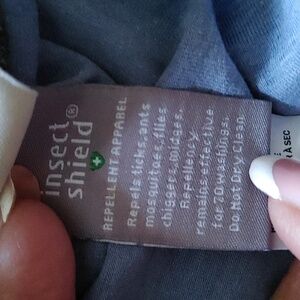 insect
shield®
REPELLENT APPAREL
Repels ticks, ants
mosquitoes, flies
chiggers, midges.
Repellency
remains effective
for 70 washings.
Do Not Dry Clean.
À SEC